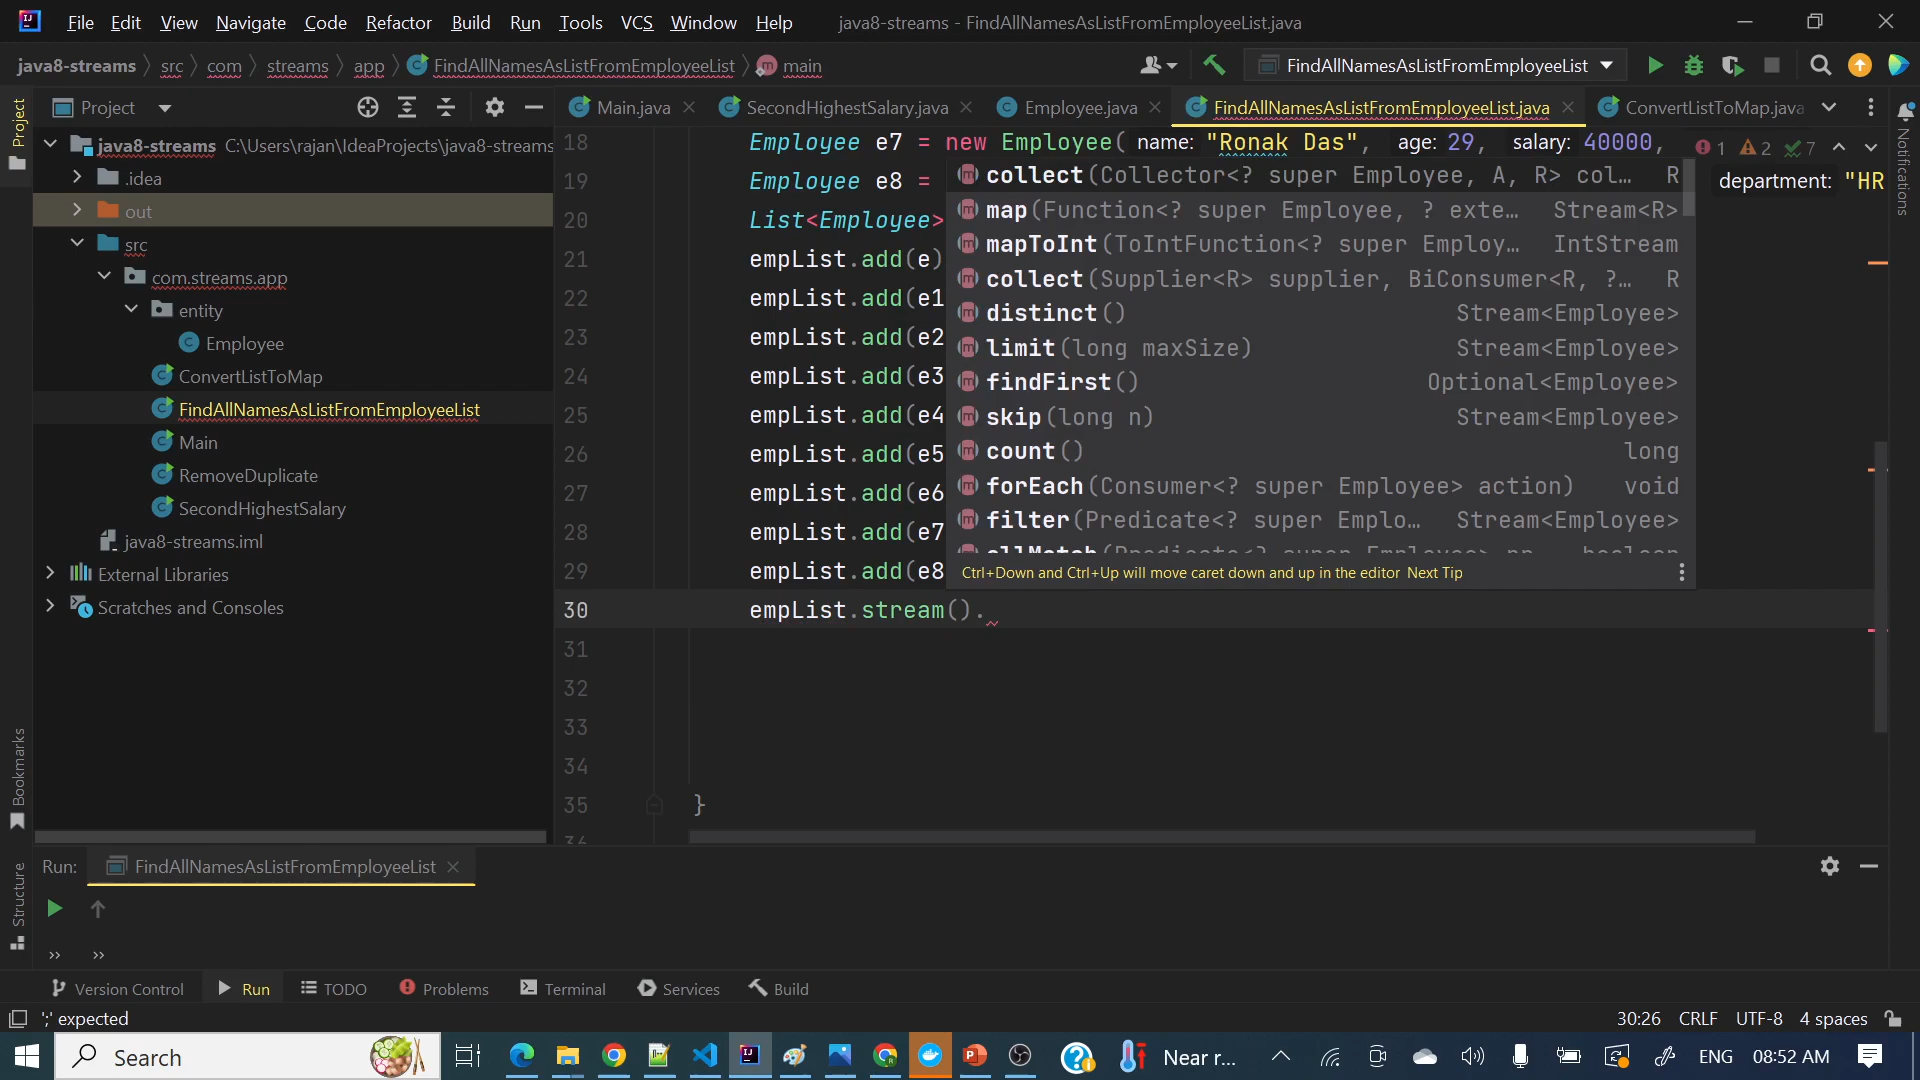 File Edit View Navigate Code Refactor Build Run Tools VCS Window Help java8-streams - FindAllNamesAsListFromEmployeeList.java
java8-streams src com streams app FindAllNamesAsListFromEmployeeList main FindAllNamesAsListFromEmployeeList
Project Main.java SecondHighestSalary.java Employee.java FindAllNamesAsListFromEmployeeList.java ConvertListToMap.java
java8-streams C:\Users\rajan\IdeaProjects\java8-streams
.idea
out
src
com.streams.app
entity
Employee
ConvertListToMap
FindAllNamesAsListFromEmployeeList
Main
RemoveDuplicate
SecondHighestSalary
java8-streams.iml
External Libraries
Scratches and Consoles
Project
Bookmarks
Structure
Notifications
18 Employee e7 = new Employee( name: "Ronak Das", age: 29, salary: 40000, 1 2 7
19 Employee e8 = department: "HR
20 List<Employee>
21 empList.add(e)
22 empList.add(e1
23 empList.add(e2
24 empList.add(e3
25 empList.add(e4
26 empList.add(e5
27 empList.add(e6
28 empList.add(e7
29 empList.add(e8
30 empList.stream().
31
32
33
34
35 }
36
collect(Collector<? super Employee, A, R> col… R
map(Function<? super Employee, ? exte… Stream<R>
mapToInt(ToIntFunction<? super Employ… IntStream
collect(Supplier<R> supplier, BiConsumer<R, ?… R
distinct() Stream<Employee>
limit(long maxSize) Stream<Employee>
findFirst() Optional<Employee>
skip(long n) Stream<Employee>
count() long
forEach(Consumer<? super Employee> action) void
filter(Predicate<? super Emplo… Stream<Employee>
Ctrl+Down and Ctrl+Up will move caret down and up in the editor Next Tip
Run: FindAllNamesAsListFromEmployeeList
Version Control Run TODO Problems Terminal Services Build
';' expected 30:26 CRLF UTF-8 4 spaces
Search Near r... ENG 08:52 AM